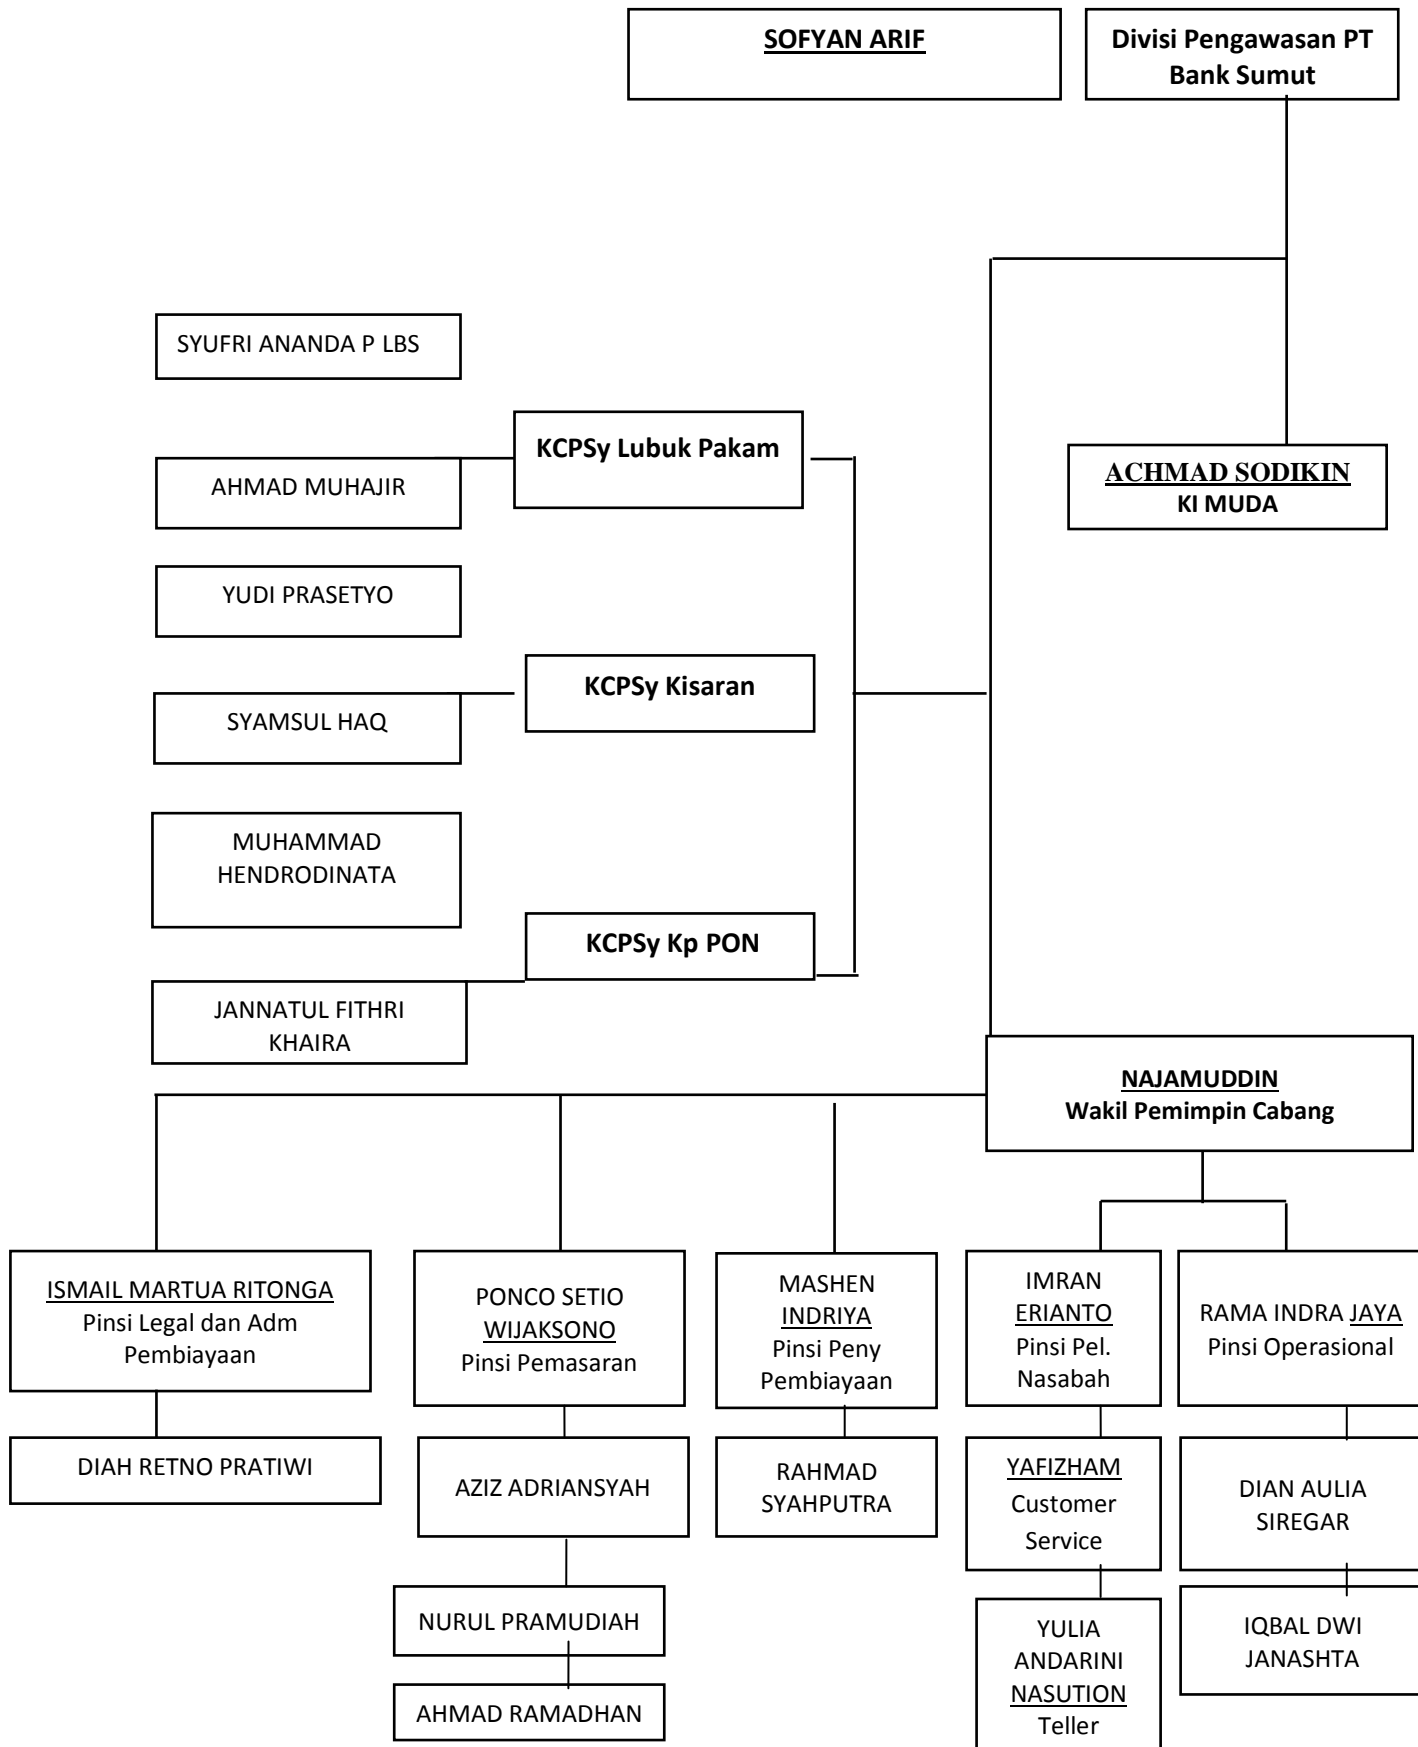 SOFYAN ARIF
Divisi Pengawasan PT
Bank Sumut
SYUFRI ANANDA P LBS
KCPSy Lubuk Pakam
AHMAD MUHAJIR
ACHMAD SODIKIN
KI MUDA
YUDI PRASETYO
KCPSy Kisaran
SYAMSUL HAQ
MUHAMMAD
HENDRODINATA
KCPSy Kp PON
JANNATUL FITHRI
KHAIRA
NAJAMUDDIN
Wakil Pemimpin Cabang
ISMAIL MARTUA RITONGA
Pinsi Legal dan Adm
Pembiayaan
PONCO SETIO
WIJAKSONO
Pinsi Pemasaran
MASHEN
INDRIYA
Pinsi Peny
Pembiayaan
IMRAN
ERIANTO
Pinsi Pel.
Nasabah
RAMA INDRA JAYA
Pinsi Operasional
DIAH RETNO PRATIWI
AZIZ ADRIANSYAH
RAHMAD
SYAHPUTRA
YAFIZHAM
Customer
Service
DIAN AULIA
SIREGAR
NURUL PRAMUDIAH
YULIA
ANDARINI
NASUTION
Teller
IQBAL DWI
JANASHTA
AHMAD RAMADHAN